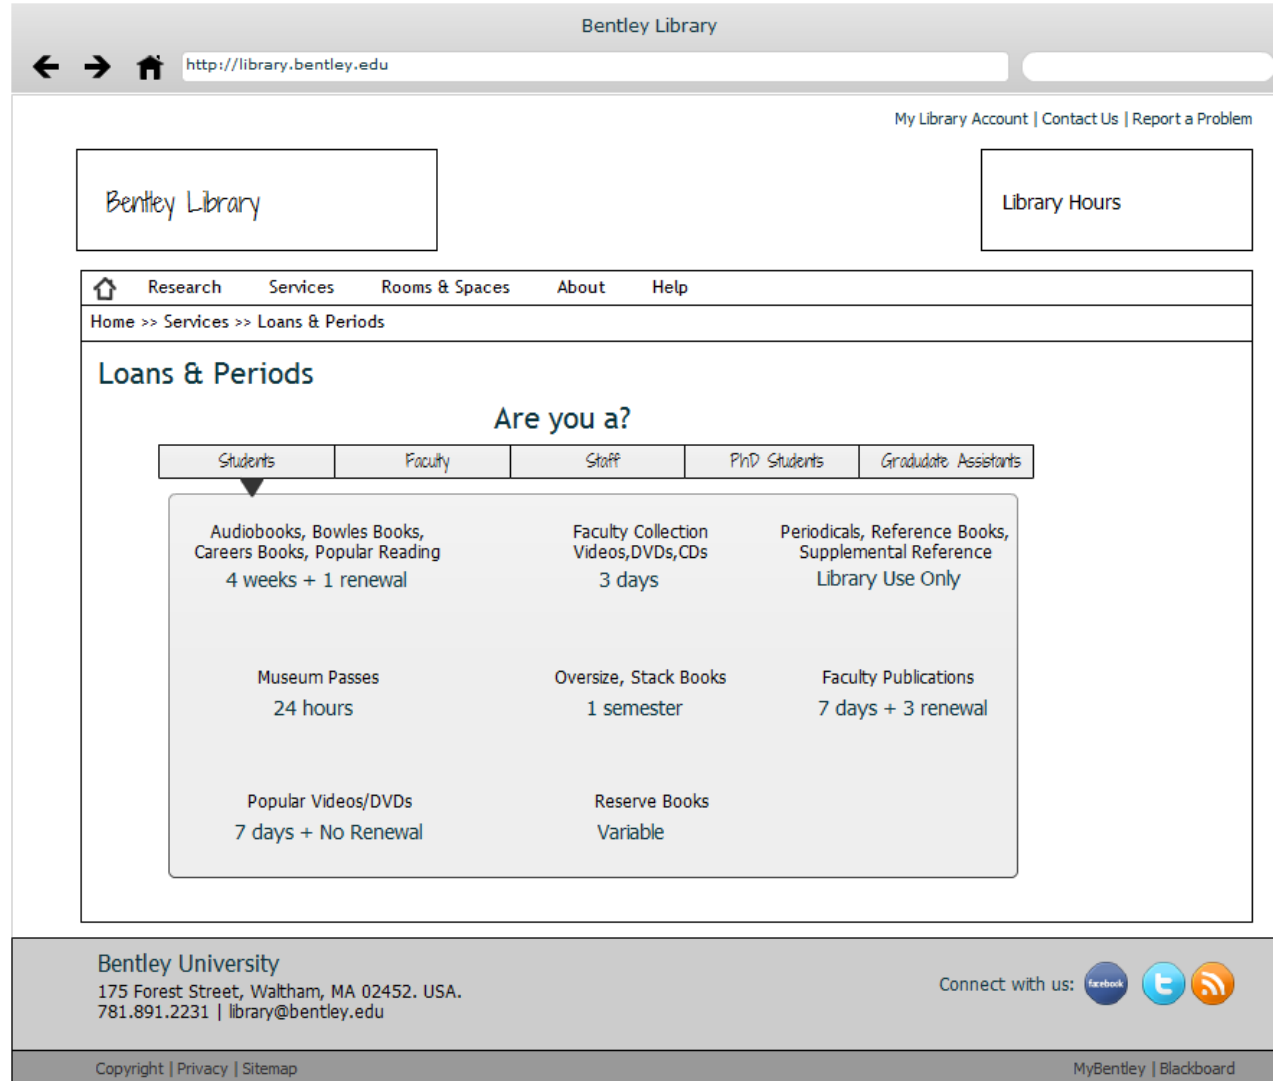 Bentley Library
http://library.bentley.edu
My Library Account | Contact Us | Report a Problem
Bentley Library
Library Hours
Research Services Rooms & Spaces About Help
Home >> Services >> Loans & Periods
Loans & Periods
Are you a?
Students Faculty Staff PhD Students Gradudate Assistants
Audiobooks, Bowles Books,
Careers Books, Popular Reading
4 weeks + 1 renewal
Faculty Collection
Videos,DVDs,CDs
3 days
Periodicals, Reference Books,
Supplemental Reference
Library Use Only
Museum Passes
24 hours
Oversize, Stack Books
1 semester
Faculty Publications
7 days + 3 renewal
Popular Videos/DVDs
7 days + No Renewal
Reserve Books
Variable
Bentley University
175 Forest Street, Waltham, MA 02452. USA.
781.891.2231 | library@bentley.edu
Connect with us: facebook t
Copyright | Privacy | Sitemap
MyBentley | Blackboard